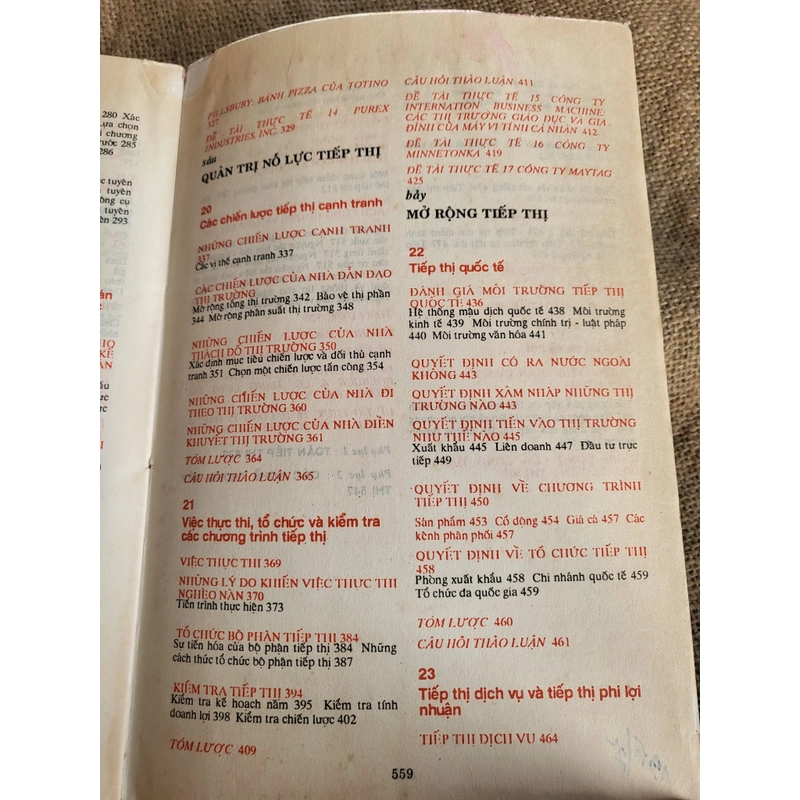 280 Xác
lựa chọn
i chương
rước 285
286
tuyên
ông cụ
tuyên
yên 293
PILLSBURY: BÁNH PIZZA CỦA TOTINO
327
ĐỀ TÀI THỰC TẾ 14 PUREX
INDUSTRIES, INC. 329
sáu
QUẢN TRỊ NỖ LỰC TIẾP THỊ
20
Các chiến lược tiếp thị cạnh tranh
NHỮNG CHIẾN LƯỢC CẠNH TRANH
337
Các vị thế cạnh tranh 337
CÁC CHIẾN LƯỢC CỦA NHÀ DẪN ĐẠO
THỊ TRƯỜNG
Mở rộng tổng thị trường 342 Bảo vệ thị phần
344 Mở rộng phần suất thị trường 348
NHỮNG CHIẾN LƯỢC CỦA NHÀ
THÁCH ĐỐ THỊ TRƯỜNG 350
Xác định mục tiêu chiến lược và đối thủ cạnh
tranh 351 Chọn một chiến lược tấn công 354
NHỮNG CHIẾN LƯỢC CỦA NHÀ ĐI
THEO THỊ TRƯỜNG 360
NHỮNG CHIẾN LƯỢC CỦA NHÀ ĐIỀN
KHUYẾT THỊ TRƯỜNG 361
TÓM LƯỢC 364
CÂU HỎI THẢO LUẬN 365
21
Việc thực thi, tổ chức và kiểm tra
các chương trình tiếp thị
VIỆC THỰC THI 369
NHỮNG LÝ DO KHIẾN VIỆC THỰC THI
NGHÈO NÀN 370
Tiến trình thực hiện 373
TỔ CHỨC BỘ PHẬN TIẾP THỊ 384
Sự tiến hóa của bộ phận tiếp thị 384 Những
cách thức tổ chức bộ phận tiếp thị 387
KIỂM TRA TIẾP THỊ 394
Kiểm tra kế hoạch năm 395 Kiểm tra tính
doanh lợi 398 Kiểm tra chiến lược 402
TÓM LƯỢC 409
CÂU HỎI THẢO LUẬN 411
ĐỀ TÀI THỰC TẾ 15 CÔNG TY
INTERNATION BUSINESS MACHINE:
CÁC THỊ TRƯỜNG GIÁO DỤC VÀ GIA
ĐÌNH CỦA MÁY VI TÍNH CÁ NHÂN 412
ĐỀ TÀI THỰC TẾ 16 CÔNG TY
MINNETONKA 419
ĐỀ TÀI THỰC TẾ 17 CÔNG TY MAYTAG
425
bảy
MỞ RỘNG TIẾP THỊ
22
Tiếp thị quốc tế
ĐÁNH GIÁ MÔI TRƯỜNG TIẾP THỊ
QUỐC TẾ 436
Hệ thống mậu dịch quốc tế 438 Môi trường
kinh tế 439 Môi trường chính trị - luật pháp
440 Môi trường văn hóa 441
QUYẾT ĐỊNH CÓ RA NƯỚC NGOÀI
KHÔNG 443
QUYẾT ĐỊNH XÂM NHẬP NHỮNG THỊ
TRƯỜNG NÀO 443
QUYẾT ĐỊNH TIẾN VÀO THỊ TRƯỜNG
NHƯ THẾ NÀO 445
Xuất khẩu 445 Liên doanh 447 Đầu tư trực
tiếp 449
QUYẾT ĐỊNH VỀ CHƯƠNG TRÌNH
TIẾP THỊ 450
Sản phẩm 453 Cổ động 454 Giá cả 457 Các
kênh phân phối 457
QUYẾT ĐỊNH VỀ TỔ CHỨC TIẾP THỊ
458
Phòng xuất khẩu 458 Chi nhánh quốc tế 459
Tổ chức đa quốc gia 459
TÓM LƯỢC 460
CÂU HỎI THẢO LUẬN 461
23
Tiếp thị dịch vụ và tiếp thị phi lợi
nhuận
TIẾP THỊ DỊCH VỤ 464
559